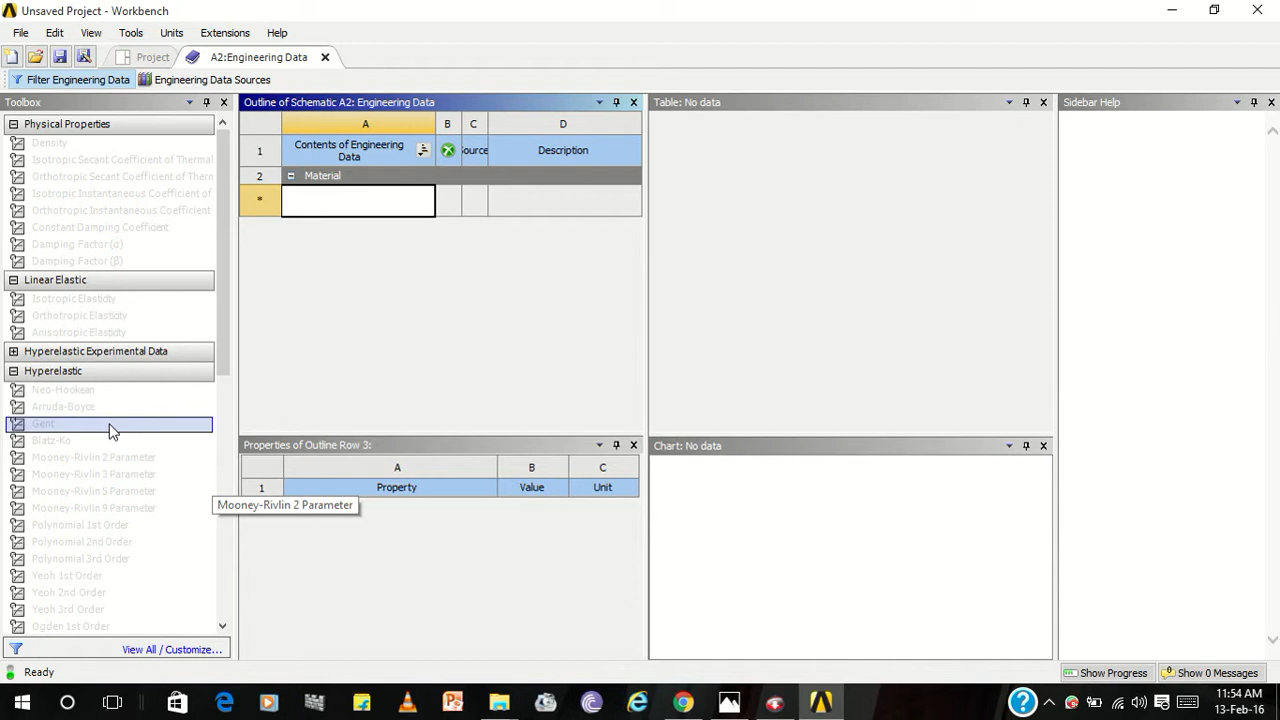 Unsaved Project - Workbench
File Edit View Tools Units Extensions Help
Project A2:Engineering Data
Filter Engineering Data Engineering Data Sources
Toolbox
Physical Properties
Density
Isotropic Secant Coefficient of Thermal
Orthotropic Secant Coefficient of Therm
Isotropic Instantaneous Coefficient of
Orthotropic Instantaneous Coefficient
Constant Damping Coefficient
Damping Factor (α)
Damping Factor (β)
Linear Elastic
Isotropic Elasticity
Orthotropic Elasticity
Anisotropic Elasticity
Hyperelastic Experimental Data
Hyperelastic
Neo-Hookean
Arruda-Boyce
Gent
Blatz-Ko
Mooney-Rivlin 2 Parameter
Mooney-Rivlin 3 Parameter
Mooney-Rivlin 5 Parameter
Mooney-Rivlin 9 Parameter
Polynomial 1st Order
Polynomial 2nd Order
Polynomial 3rd Order
Yeoh 1st Order
Yeoh 2nd Order
Yeoh 3rd Order
Ogden 1st Order
View All / Customize...
Mooney-Rivlin 2 Parameter
Outline of Schematic A2: Engineering Data
A B C D
1 Contents of Engineering
Data ource Description
2 Material
*
Properties of Outline Row 3:
A B C
1 Property Value Unit
Table: No data
Chart: No data
Sidebar Help
Ready
Show Progress Show 0 Messages
11:54 AM
13-Feb-16